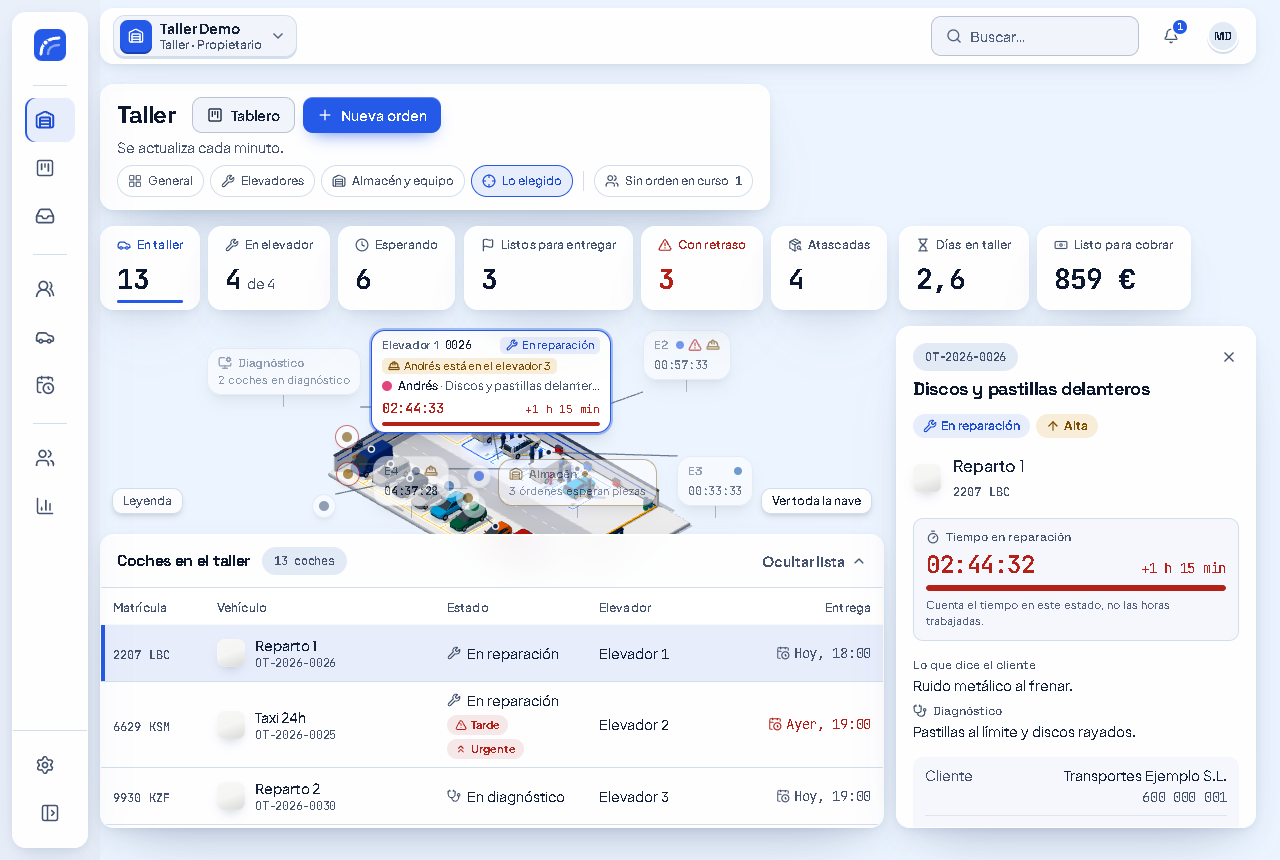 Taller Demo
Taller · Propietario
Buscar...
1
MD
Taller
Tablero
Nueva orden
Se actualiza cada minuto.
General
Elevadores
Almacén y equipo
Lo elegido
Sin orden en curso 1
En taller
13
En elevador
4 de 4
Esperando
6
Listos para entregar
3
Con retraso
3
Atascadas
4
Días en taller
2,6
Listo para cobrar
859 €
Diagnóstico
2 coches en diagnóstico
Elevador 1 0026
En reparación
Andrés está en el elevador 3
Andrés · Discos y pastillas delanter...
02:44:33
+1 h 15 min
E2
00:57:33
E4
04:37:28
Almacén
3 órdenes esperan piezas
E3
00:33:33
Leyenda
Ver toda la nave
Coches en el taller
13 coches
Ocultar lista
Matrícula
Vehículo
Estado
Elevador
Entrega
2207 LBC
Reparto 1
OT-2026-0026
En reparación
Elevador 1
Hoy, 18:00
6629 KSM
Taxi 24h
OT-2026-0025
En reparación
Tarde
Urgente
Elevador 2
Ayer, 19:00
9930 KZF
Reparto 2
OT-2026-0030
En diagnóstico
Elevador 3
Hoy, 19:00
OT-2026-0026
Discos y pastillas delanteros
En reparación
Alta
Reparto 1
2207 LBC
Tiempo en reparación
02:44:32
+1 h 15 min
Cuenta el tiempo en este estado, no las horas
trabajadas.
Lo que dice el cliente
Ruido metálico al frenar.
Diagnóstico
Pastillas al límite y discos rayados.
Cliente
Transportes Ejemplo S.L.
600 000 001